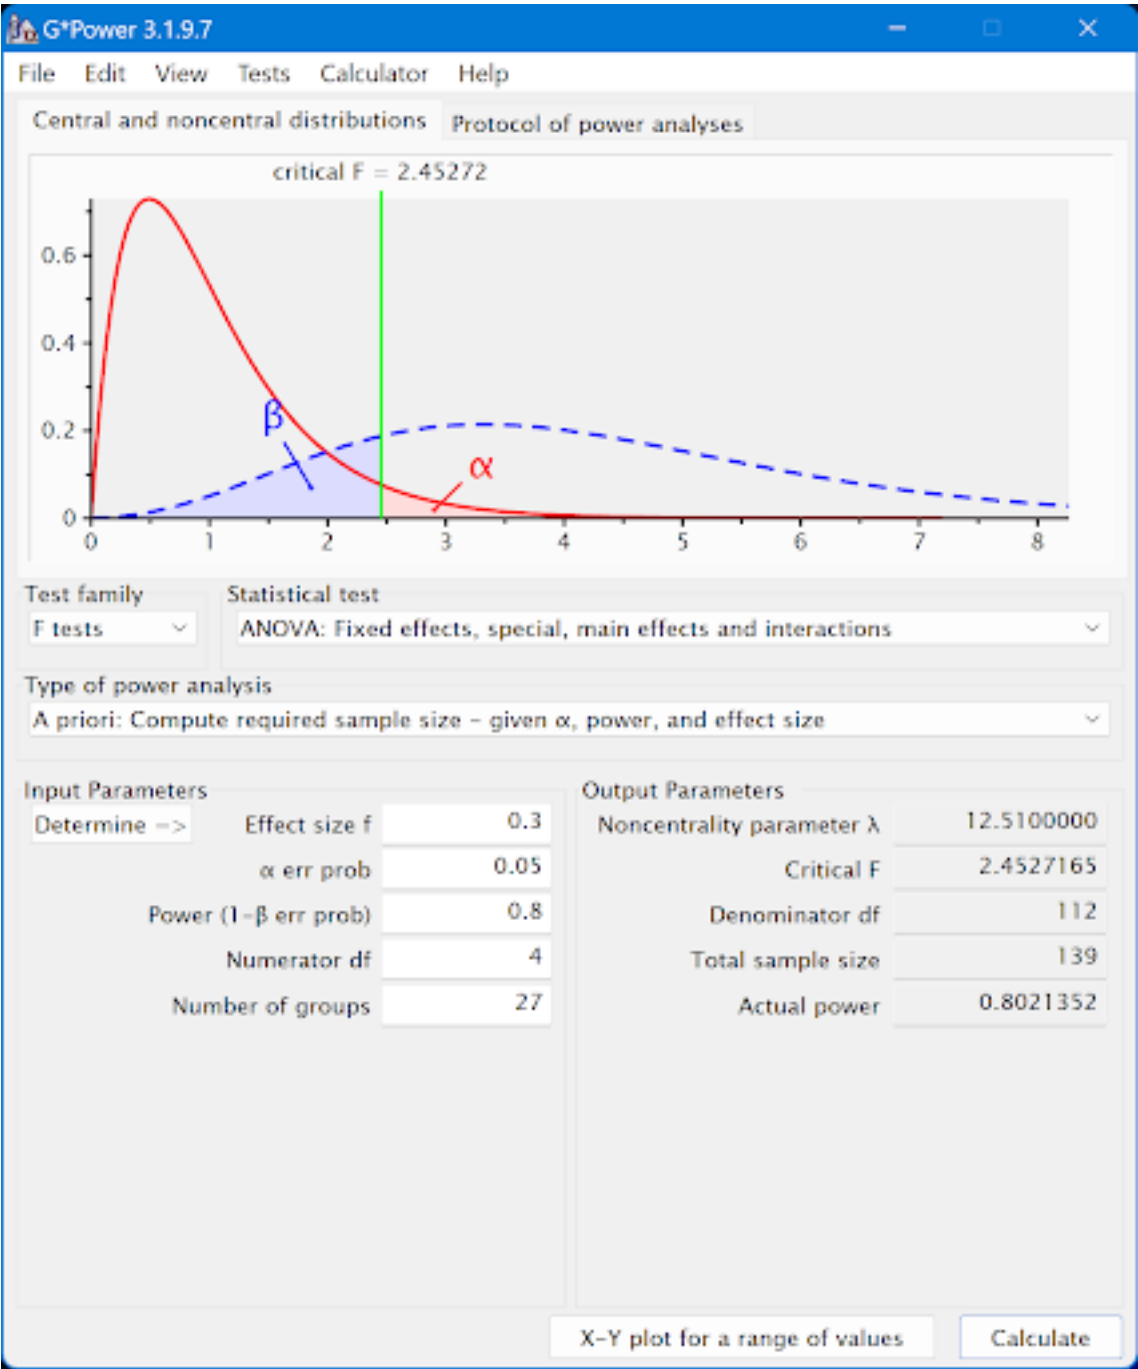 G*Power 3.1.9.7
File Edit View Tests Calculator Help
Central and noncentral distributions Protocol of power analyses
critical F = 2.45272
0.6
0.4
0.2
0
β
α
0 1 2 3 4 5 6 7 8
Test family Statistical test
F tests ANOVA: Fixed effects, special, main effects and interactions
Type of power analysis
A priori: Compute required sample size – given α, power, and effect size
Input Parameters Output Parameters
Determine => Effect size f 0.3 Noncentrality parameter λ 12.5100000
α err prob 0.05 Critical F 2.4527165
Power (1–β err prob) 0.8 Denominator df 112
Numerator df 4 Total sample size 139
Number of groups 27 Actual power 0.8021352
X–Y plot for a range of values Calculate